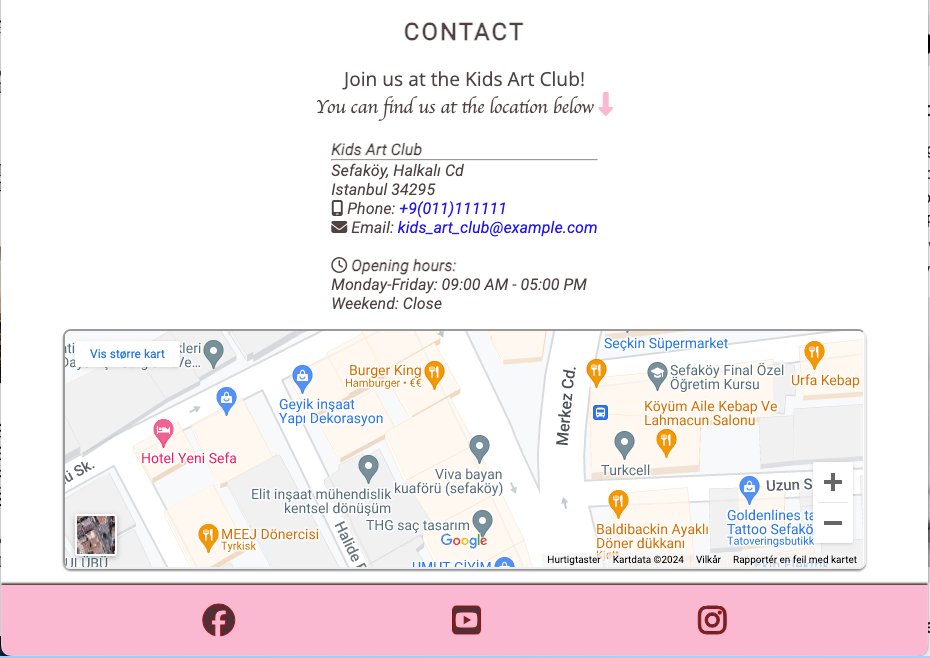 CONTACT
Join us at the Kids Art Club!
You can find us at the location below
Kids Art Club
Sefaköy, Halkalı Cd
Istanbul 34295
Phone: +9(011)111111
Email: kids_art_club@example.com
Opening hours:
Monday-Friday: 09:00 AM - 05:00 PM
Weekend: Close
Vis større kart
Seçkin Süpermarket
Burger King
Hamburger • €€
Sefaköy Final Özel
Öğretim Kursu
Urfa Kebap
Geyik inşaat
Yapı Dekorasyon
Merkez Cd.
Köyüm Aile Kebap Ve
Lahmacun Salonu
Hotel Yeni Sefa
Turkcell
Viva bayan
kuaförü (sefaköy)
Elit inşaat mühendislik
kentsel dönüşüm
Uzun S
THG saç tasarım
MEEJ Dönercisi
Tyrkisk
Halide
Google
Baldibackin Ayaklı
Döner dükkanı
Goldenlines ta
Tattoo Sefakö
Tatoveringsbutikk
UMUT GİYİM
Hurtigtaster
Kartdata ©2024
Vilkår
Rapportér en feil med kartet